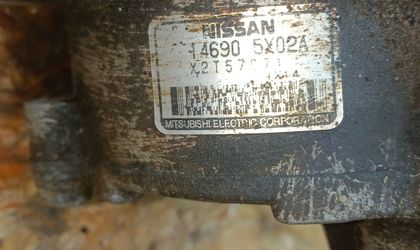 NISSAN
14690 5X02A
MITSUBISHI ELECTRIC CORPORATION